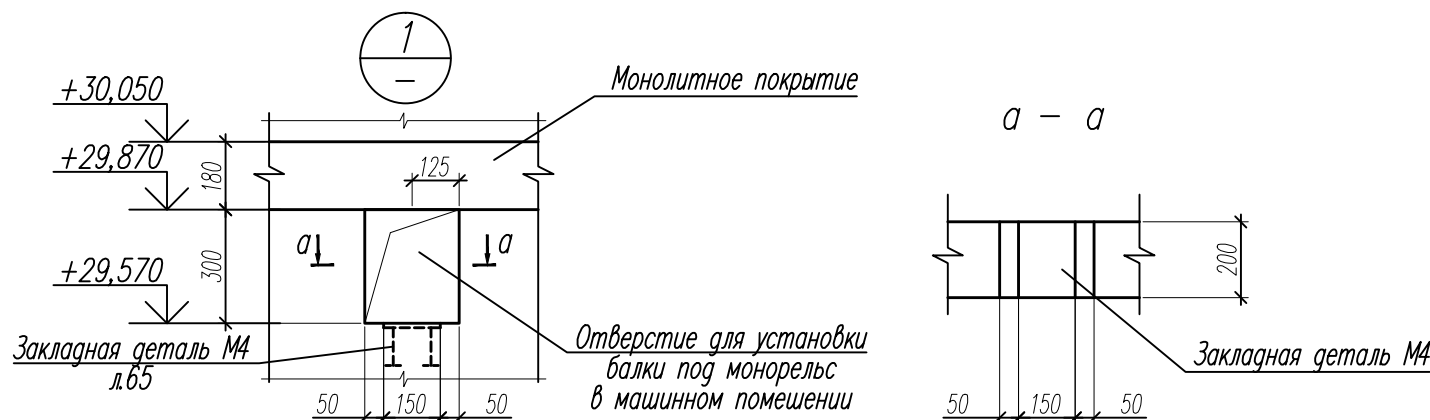 1
–
+30,050
+29,870
+29,570
180
300
125
Монолитное покрытие
а
а
Закладная деталь М4
л.65
Отверстие для установки
балки под монорельс
в машинном помешении
50
150
50
а – а
200
Закладная деталь М4
50
150
50